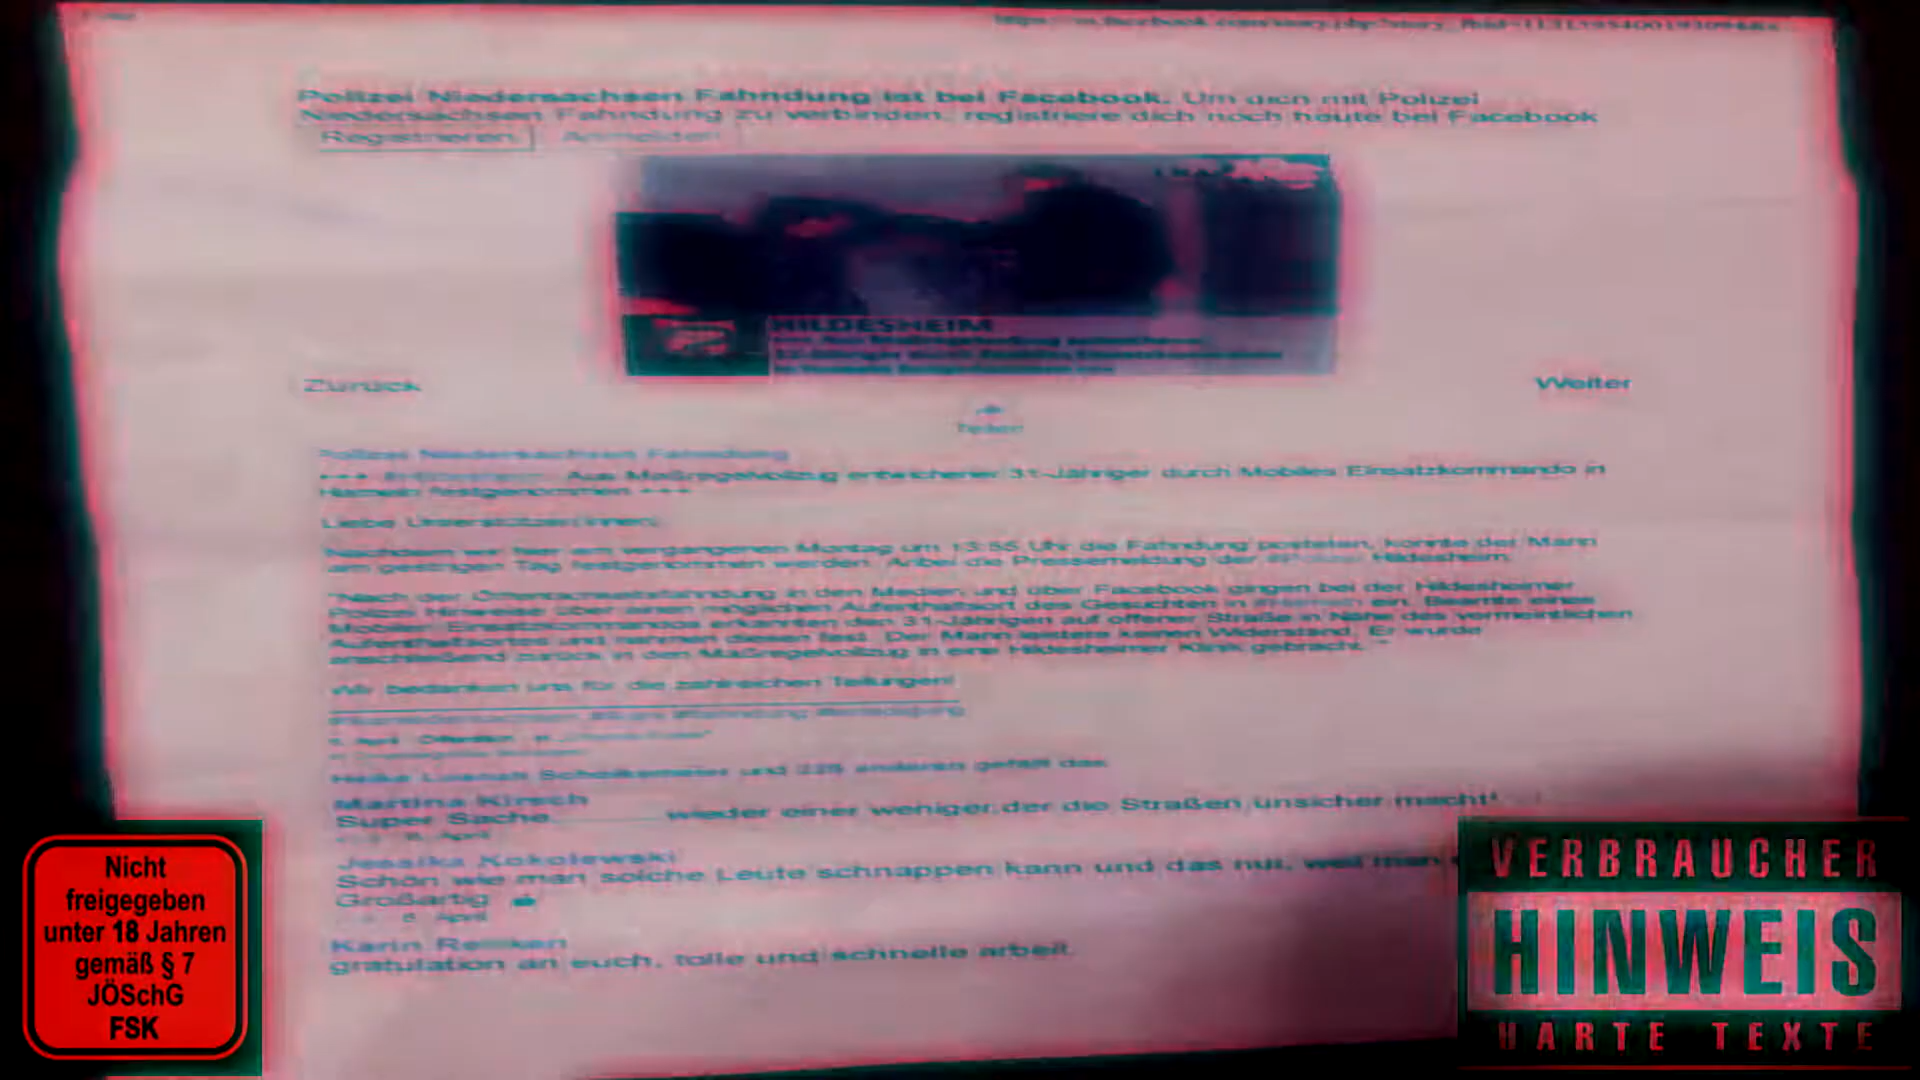 Polizei Niedersachsen Fahndung ist bei Facebook. Um dich mit Polizei
Niedersachsen Fahndung zu verbinden, registriere dich noch heute bei Facebook
Registrieren Anmelden
HILDESHEIM
Zurück
Weiter
Teilen
Polizei Niedersachsen Fahndung
+++ Aus Maßregelvollzug entwichener 31-Jähriger durch Mobiles Einsatzkommando in
Hameln festgenommen +++
Liebe Unterstützer(innen),
Nachdem wir hier am vergangenen Montag um 13:55 Uhr die Fahndung posteten, konnte der Mann
am gestrigen Tag festgenommen werden. Anbei die Pressemeldung der Hildesheim:
"Nach der Öffentlichkeitsfahndung in den Medien und über Facebook gingen bei der Hildesheimer
Polizei Hinweise über einen möglichen Aufenthaltsort des Gesuchten in ein. Beamte eines
Mobilen Einsatzkommandos erkannten den 31-Jährigen auf offener Straße in Nähe des vermeintlichen
Aufenthaltsortes und nahmen diesen fest. Der Mann leistete keinen Widerstand. Er wurde
anschließend zurück in den Maßregelvollzug in eine Hildesheimer Klinik gebracht."
Wir bedanken uns für die zahlreichen Teilungen!
April
und 225 anderen gefällt das.
Martina Kirsch
Super Sache wieder einer weniger der die Straßen unsicher macht!
April
Jessika Kokolewski
Schön wie man solche Leute schnappen kann und das nur, weil man
Großartig
April
Karin
gratulation an euch, tolle und schnelle arbeit
Nicht
freigegeben
unter 18 Jahren
gemäß § 7
JÖSchG
FSK
VERBRAUCHER
HINWEIS
HARTE TEXTE